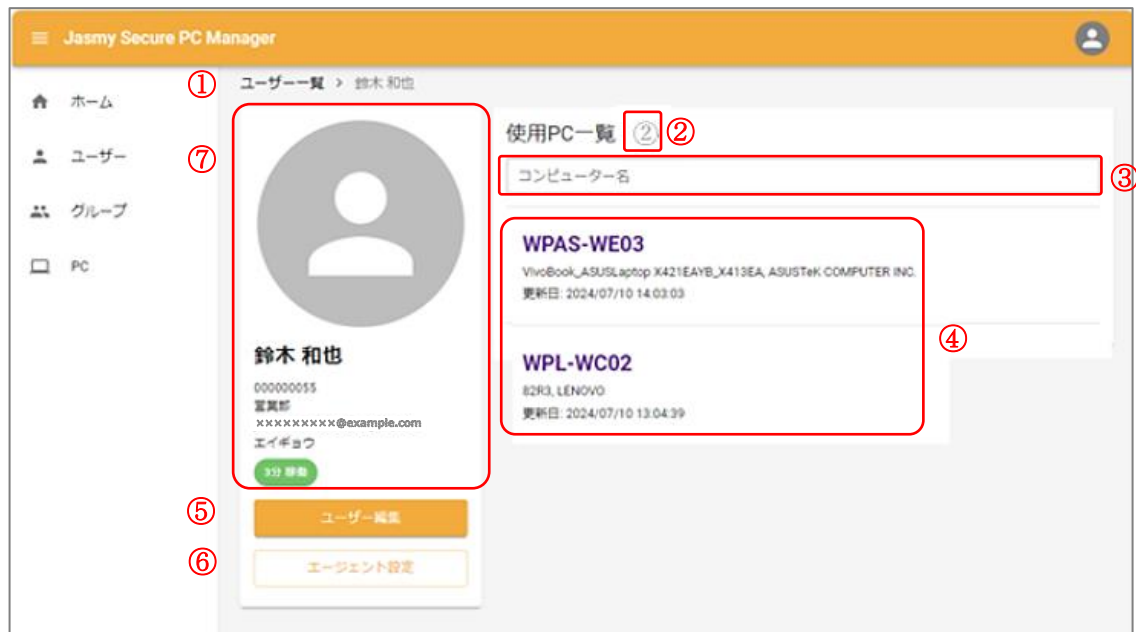 Jasmy Secure PC Manager
① ユーザー一覧 > 鈴木 和也
ホーム
ユーザー
グループ
PC
⑦
使用PC一覧 ② ②
コンピューター名 ③
WPAS-WE03
VivoBook_ASUSLaptop X421EAYB_X413EA, ASUSTeK COMPUTER INC.
更新日: 2024/07/10 14:03:03
④
WPL-WC02
82R3, LENOVO
更新日: 2024/07/10 13:04:39
鈴木 和也
000000055
営業部
×××××××××@example.com
エイギョウ
3分 稼働
⑤ ユーザー編集
⑥ エージェント設定